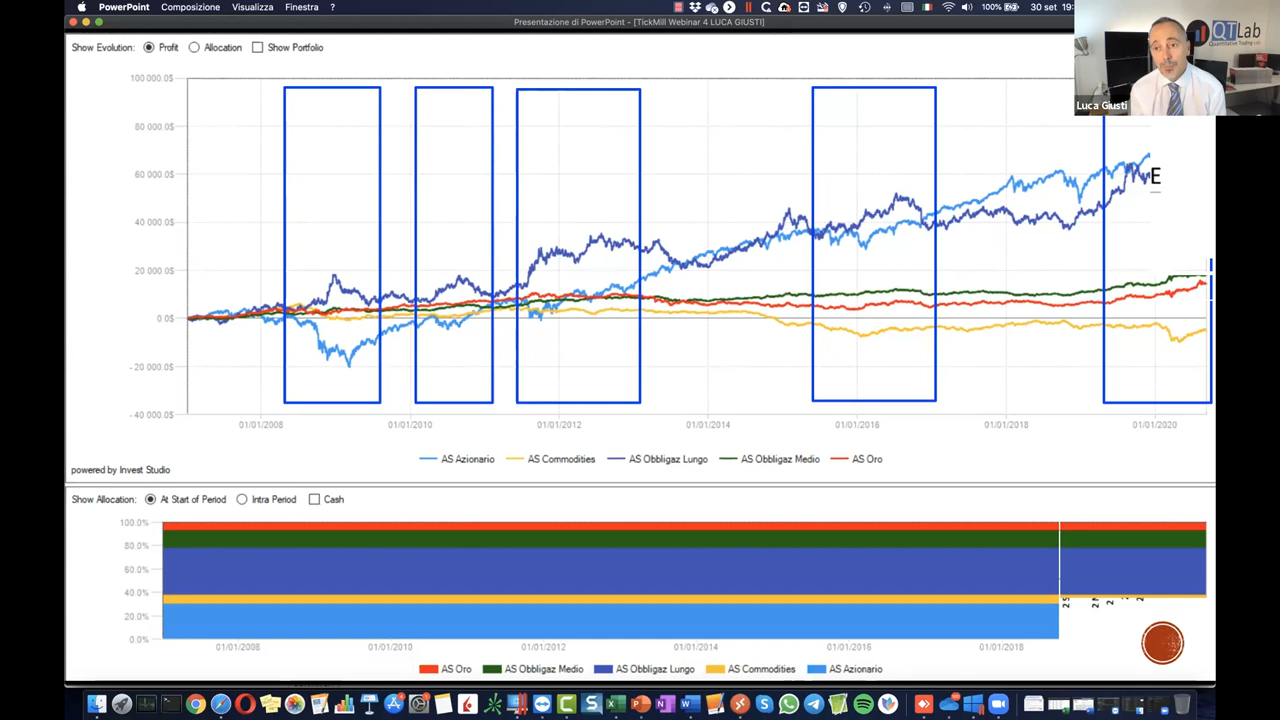 PowerPoint Composizione Visualizza Finestra ? 100% 30 set 19:
Presentazione di PowerPoint - [TickMill Webinar 4 LUCA GIUSTI]
QTLab
Quantitative Trading Lab
Luca Giusti
Show Evolution: Profit Allocation Show Portfolio
100 000.0$
80 000.0$
60 000.0$
40 000.0$
20 000.0$
0.0$
-20 000.0$
-40 000.0$
E
01/01/2008 01/01/2010 01/01/2012 01/01/2014 01/01/2016 01/01/2018 01/01/2020
AS Azionario AS Commodities AS Obbligaz Lungo AS Obbligaz Medio AS Oro
powered by Invest Studio
Show Allocation: At Start of Period Intra Period Cash
100.0%
80.0%
60.0%
40.0%
20.0%
0.0%
01/01/2008 01/01/2010 01/01/2012 01/01/2014 01/01/2016 01/01/2018
AS Oro AS Obbligaz Medio AS Obbligaz Lungo AS Commodities AS Azionario